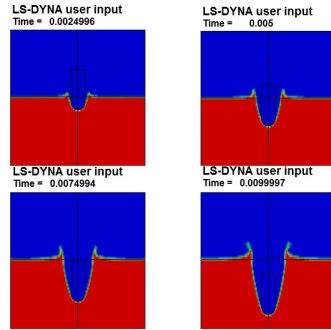 LS-DYNA user input
Time = 0.0024996
LS-DYNA user input
Time = 0.005
LS-DYNA user input
Time = 0.0074994
LS-DYNA user input
Time = 0.0099997